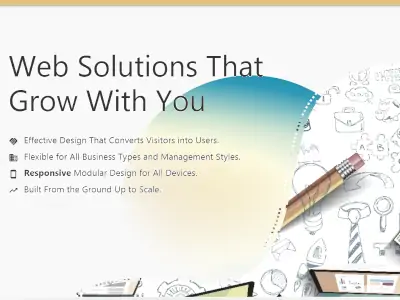 Web Solutions That
Grow With You
Effective Design That Converts Visitors into Users.
Flexible for All Business Types and Management Styles.
Responsive Modular Design for All Devices.
Built From the Ground Up to Scale.